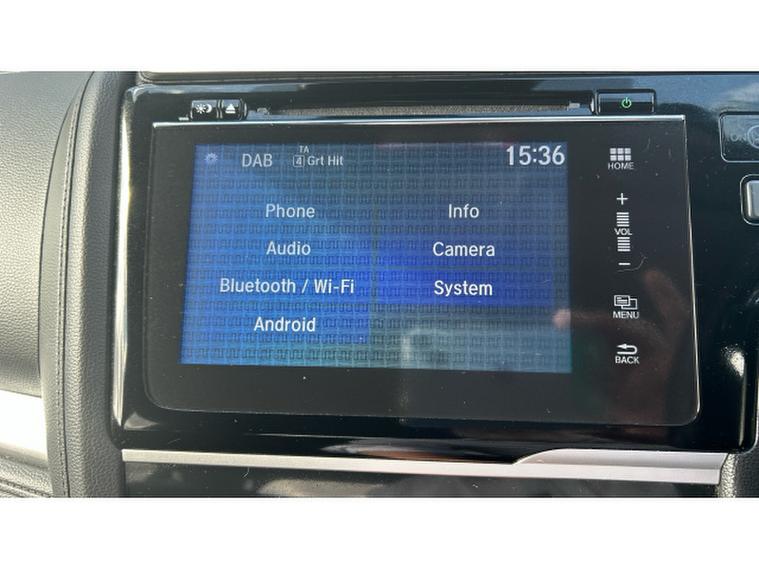 TA
DAB 4 Grt Hit 15:36
HOME
Phone Info
+
VOL
Audio Camera
−
Bluetooth / Wi-Fi System
MENU
Android
BACK